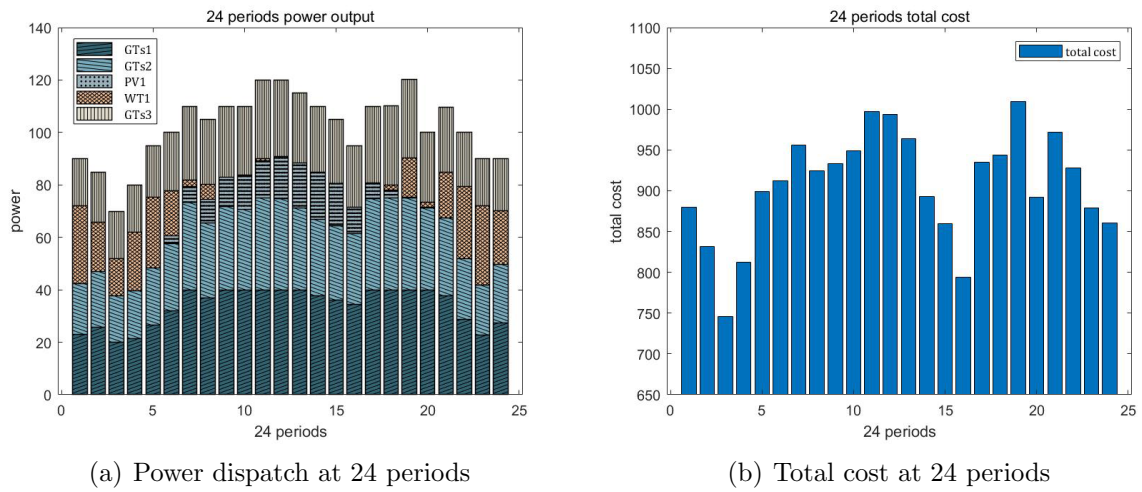 24 periods power output
140
120
100
80
60
40
20
0
power
GTs1
GTs2
PV1
WT1
GTs3
0 5 10 15 20 25
24 periods
(a) Power dispatch at 24 periods
24 periods total cost
1100
1050
1000
950
900
850
800
750
700
650
total cost
total cost
0 5 10 15 20 25
24 periods
(b) Total cost at 24 periods